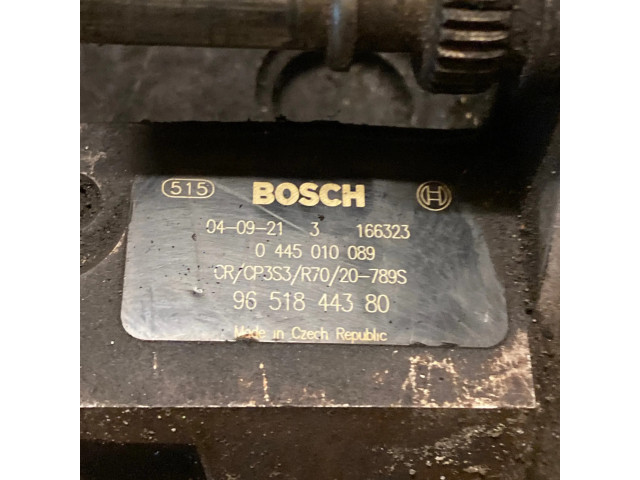 515 BOSCH H
04-09-21 3 166323
0 445 010 089
CR/CP3S3/R70/20-789S
96 518 443 80
Made in Czech Republic